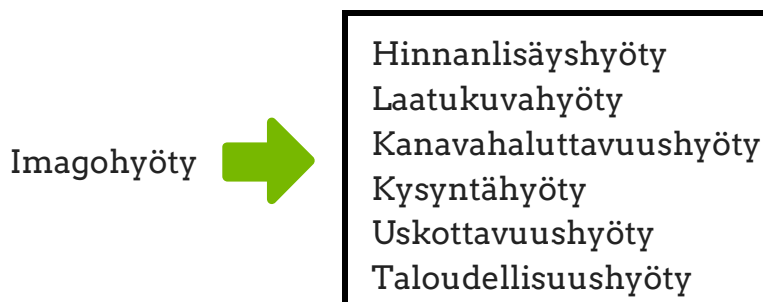 Imagohyöty
Hinnanlisäyshyöty
Laatukuvahyöty
Kanavahaluttavuushyöty
Kysyntähyöty
Uskottavuushyöty
Taloudellisuushyöty